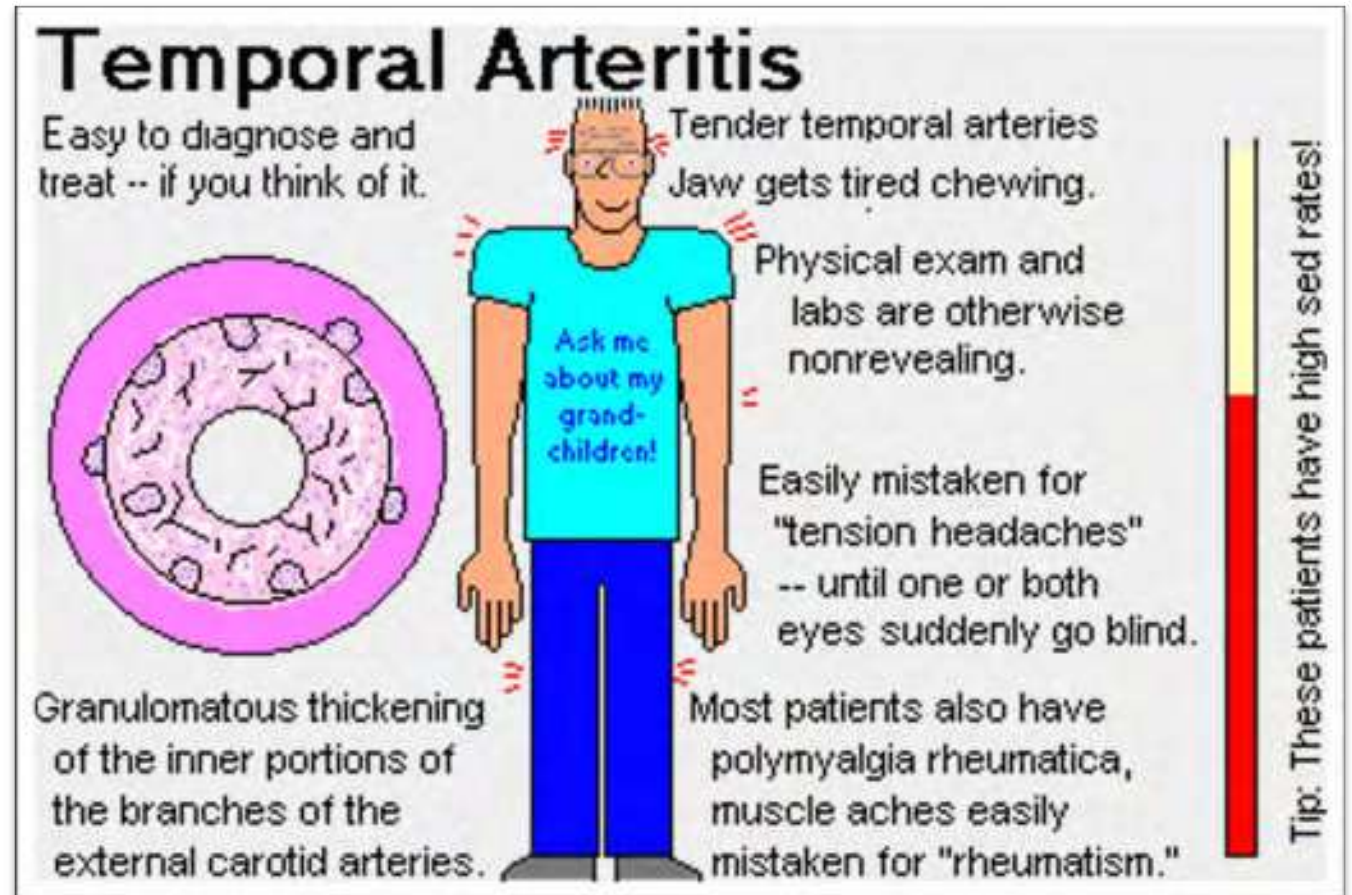 Temporal Arteritis
Easy to diagnose and
treat -- if you think of it.
Tender temporal arteries
Jaw gets tired chewing.
Physical exam and
labs are otherwise
nonrevealing.
Ask me
about my
grand-
children!
Easily mistaken for
"tension headaches"
-- until one or both
eyes suddenly go blind.
Granulomatous thickening
of the inner portions of
the branches of the
external carotid arteries.
Most patients also have
polymyalgia rheumatica,
muscle aches easily
mistaken for "rheumatism."
Tip: These patients have high sed rates!